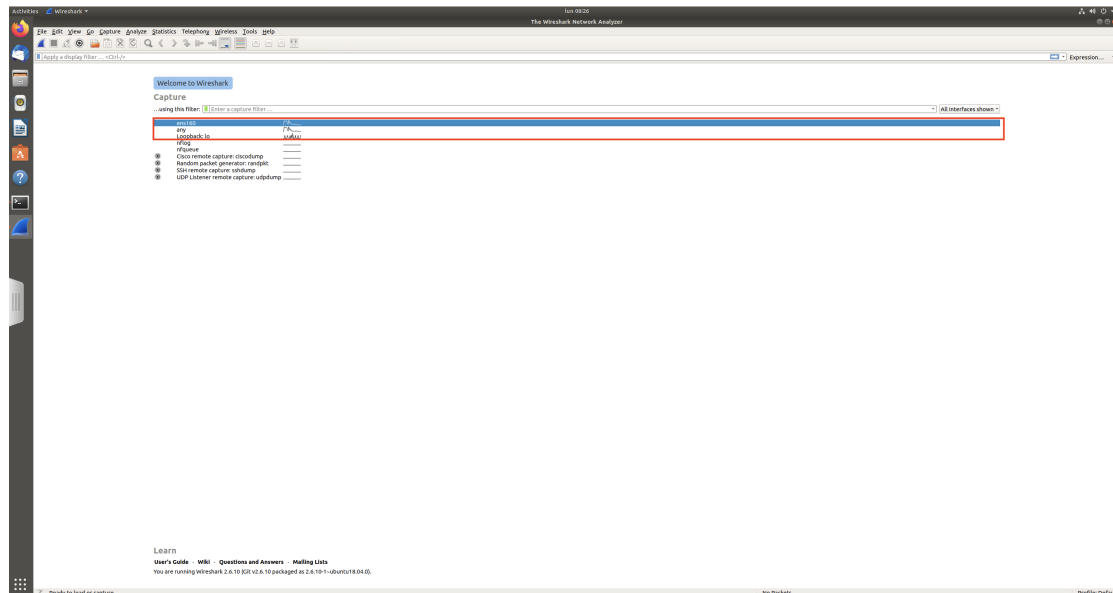 Activities Wireshark lun 08:26
The Wireshark Network Analyzer
File Edit View Go Capture Analyze Statistics Telephony Wireless Tools Help
Apply a display filter ... <Ctrl-/> Expression...
Welcome to Wireshark
Capture
...using this filter: Enter a capture filter ... All interfaces shown
ens160
any
Loopback: lo
nflog
nfqueue
Cisco remote capture: ciscodump
Random packet generator: randpkt
SSH remote capture: sshdump
UDP Listener remote capture: udpdump
Learn
User's Guide · Wiki · Questions and Answers · Mailing Lists
You are running Wireshark 2.6.10 (Git v2.6.10 packaged as 2.6.10-1~ubuntu18.04.0).
Ready to load or capture No Packets Profile: